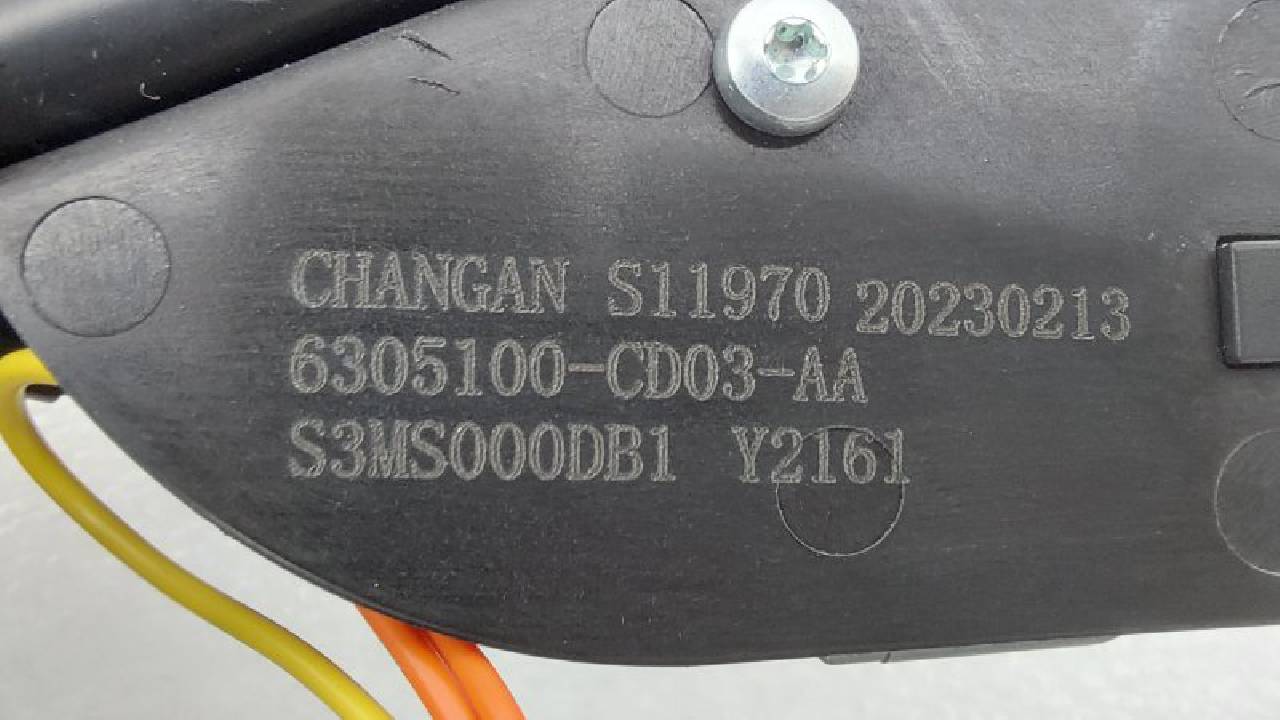 CHANGAN S11970 20230213
6305100-CD03-AA
S3MS000DB1 Y2161